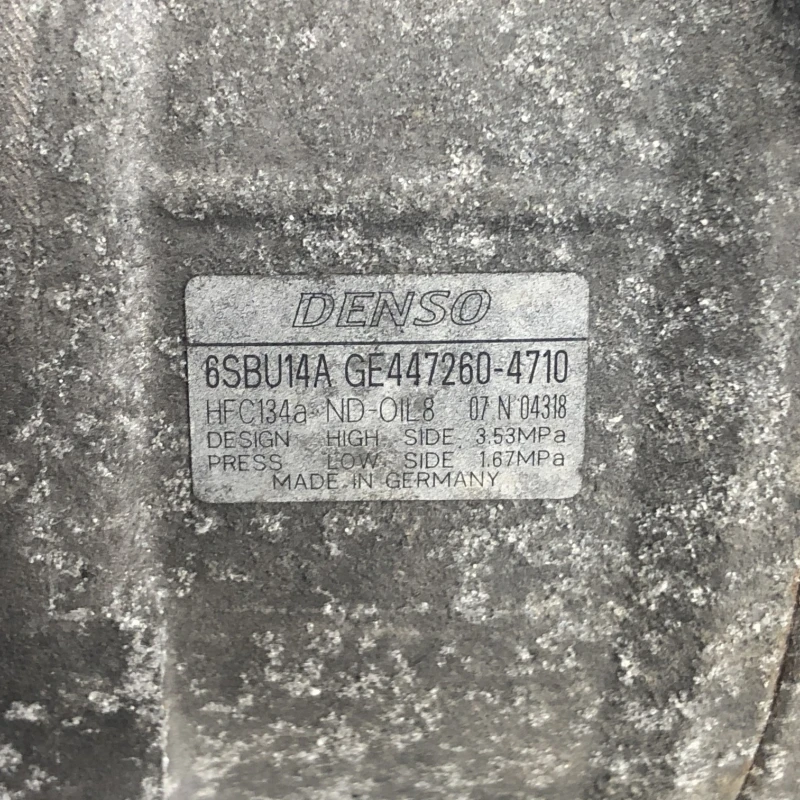 DENSO
6SBU14A GE447260-4710
HFC134a ND-OIL8 07 N 04318
DESIGN HIGH SIDE 3.53MPa
PRESS LOW SIDE 1.67MPa
MADE IN GERMANY